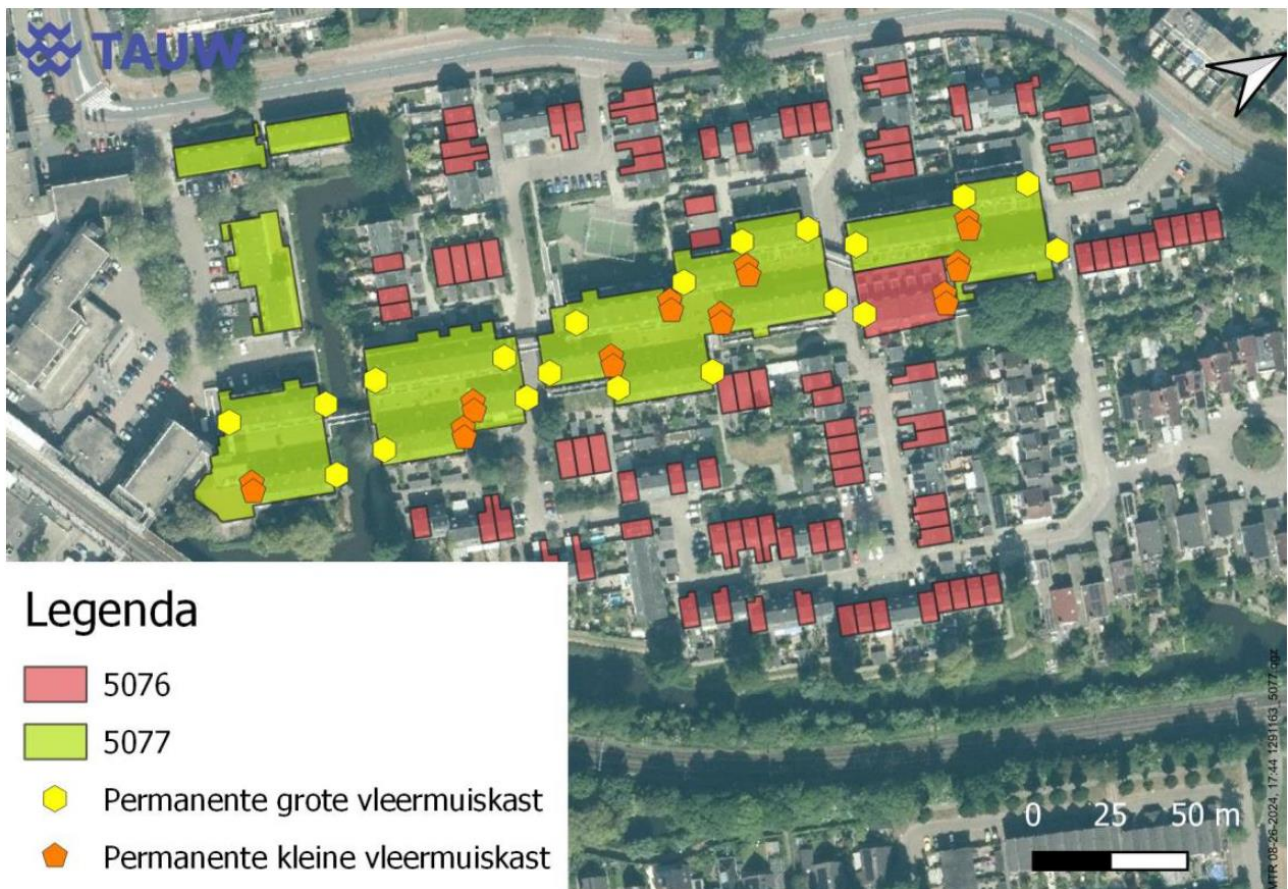 TAUW
Legenda
5076
5077
Permanente grote vleermuiskast
Permanente kleine vleermuiskast
0 25 50 m